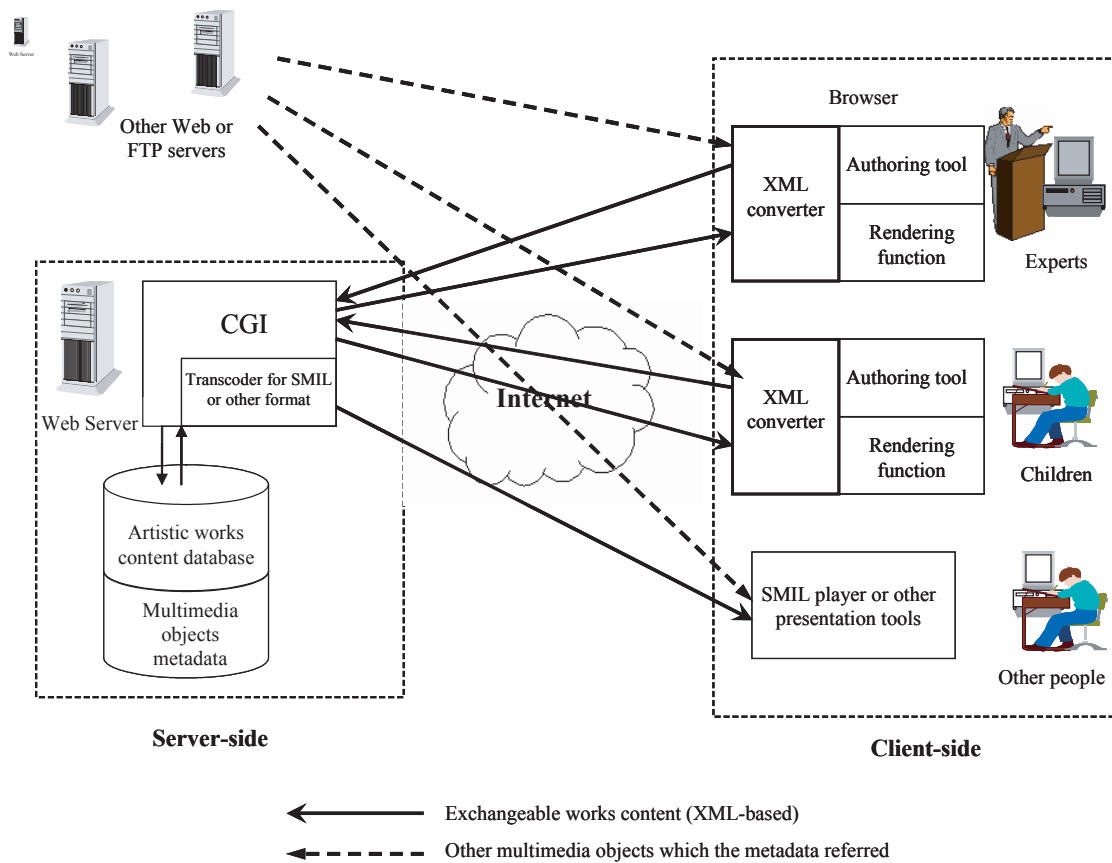 Web Server
Other Web or
FTP servers
Browser
XML
converter
Authoring tool
Rendering
function
Experts
CGI
Transcoder for SMIL
or other format
Web Server
Internet
XML
converter
Authoring tool
Rendering
function
Children
Artistic works
content database
Multimedia
objects
metadata
SMIL player or other
presentation tools
Other people
Server-side
Client-side
Exchangeable works content (XML-based)
Other multimedia objects which the metadata referred